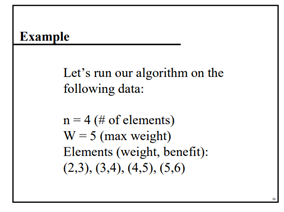 Example
Let's run our algorithm on the
following data:
n = 4 (# of elements)
W = 5 (max weight)
Elements (weight, benefit):
(2,3), (3,4), (4,5), (5,6)